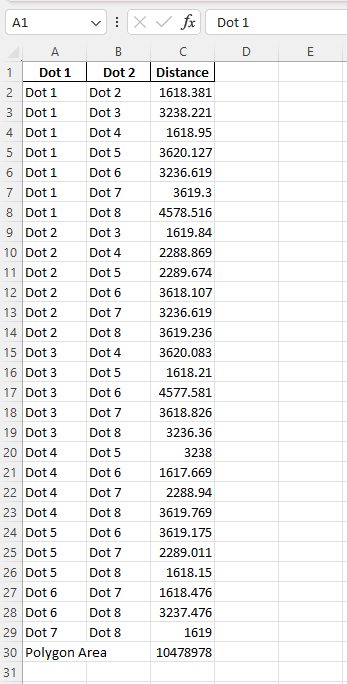 A1 fx Dot 1
A B C D E
1 Dot 1 Dot 2 Distance
2 Dot 1 Dot 2 1618.381
3 Dot 1 Dot 3 3238.221
4 Dot 1 Dot 4 1618.95
5 Dot 1 Dot 5 3620.127
6 Dot 1 Dot 6 3236.619
7 Dot 1 Dot 7 3619.3
8 Dot 1 Dot 8 4578.516
9 Dot 2 Dot 3 1619.84
10 Dot 2 Dot 4 2288.869
11 Dot 2 Dot 5 2289.674
12 Dot 2 Dot 6 3618.107
13 Dot 2 Dot 7 3236.619
14 Dot 2 Dot 8 3619.236
15 Dot 3 Dot 4 3620.083
16 Dot 3 Dot 5 1618.21
17 Dot 3 Dot 6 4577.581
18 Dot 3 Dot 7 3618.826
19 Dot 3 Dot 8 3236.36
20 Dot 4 Dot 5 3238
21 Dot 4 Dot 6 1617.669
22 Dot 4 Dot 7 2288.94
23 Dot 4 Dot 8 3619.769
24 Dot 5 Dot 6 3619.175
25 Dot 5 Dot 7 2289.011
26 Dot 5 Dot 8 1618.15
27 Dot 6 Dot 7 1618.476
28 Dot 6 Dot 8 3237.476
29 Dot 7 Dot 8 1619
30 Polygon Area 10478978
31